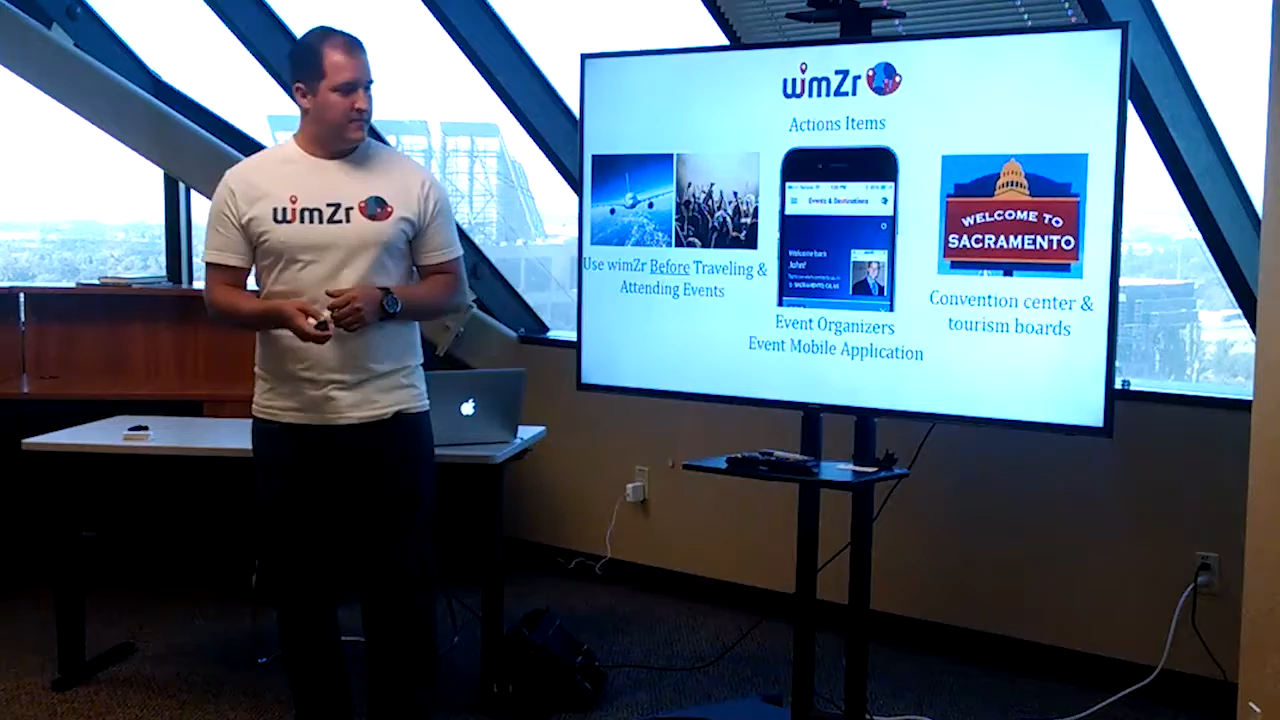 wimZr
wimZr
Actions Items
Events & Destinations
Welcome back
John!
WELCOME TO
SACRAMENTO
Use wimZr Before Traveling &
Attending Events
Event Organizers
Event Mobile Application
Convention center &
tourism boards